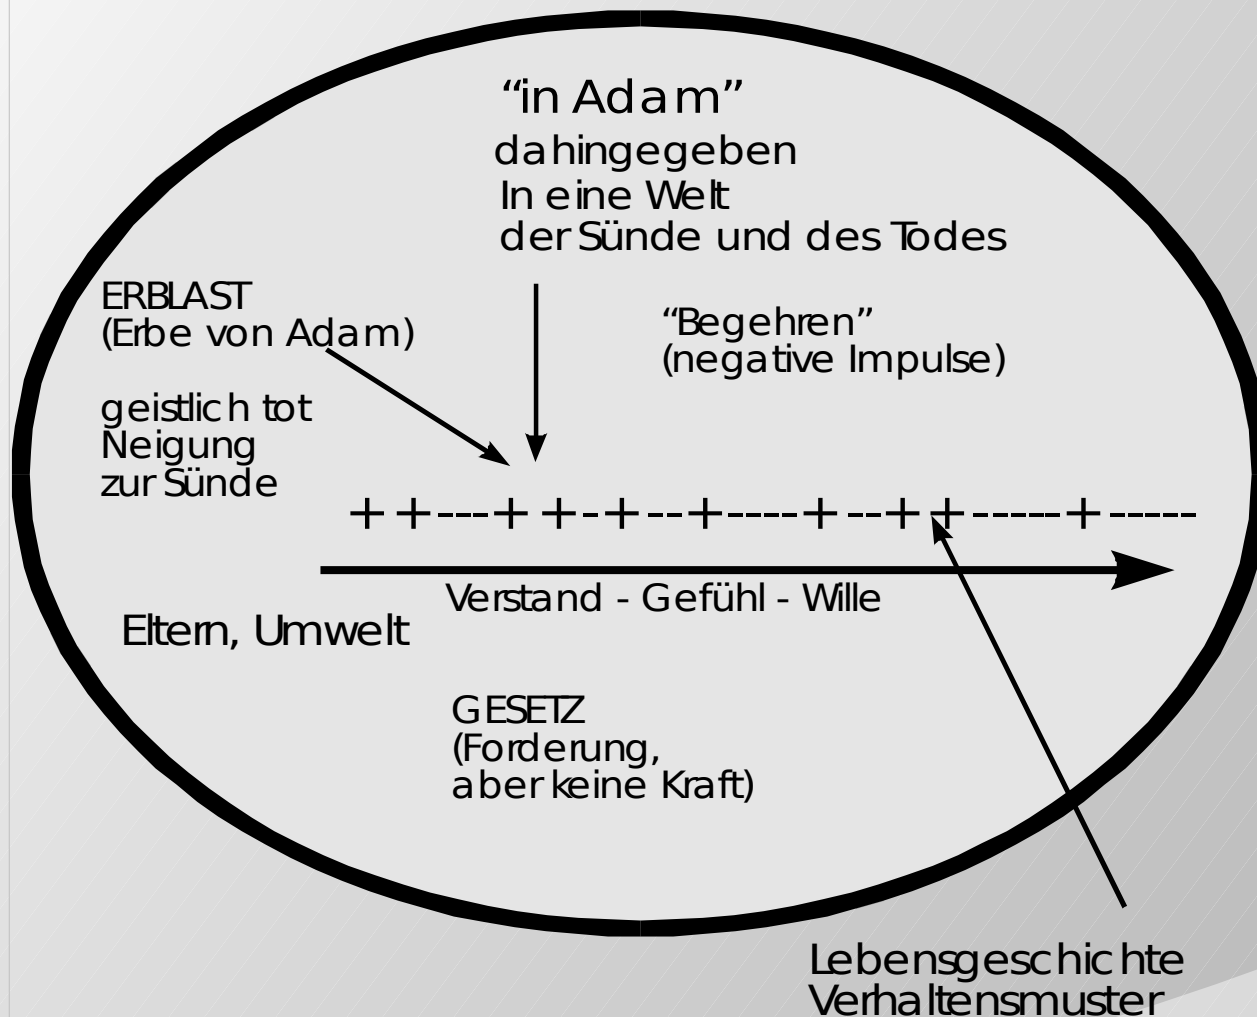 “in Adam”
dahingegeben
In eine Welt
der Sünde und des Todes
ERBLAST
(Erbe von Adam)
“Begehren”
(negative Impulse)
geistlich tot
Neigung
zur Sünde
++---++-+--+----+--++-----+-----
Verstand - Gefühl - Wille
Eltern, Umwelt
GESETZ
(Forderung,
aber keine Kraft)
Lebensgeschichte
Verhaltensmuster